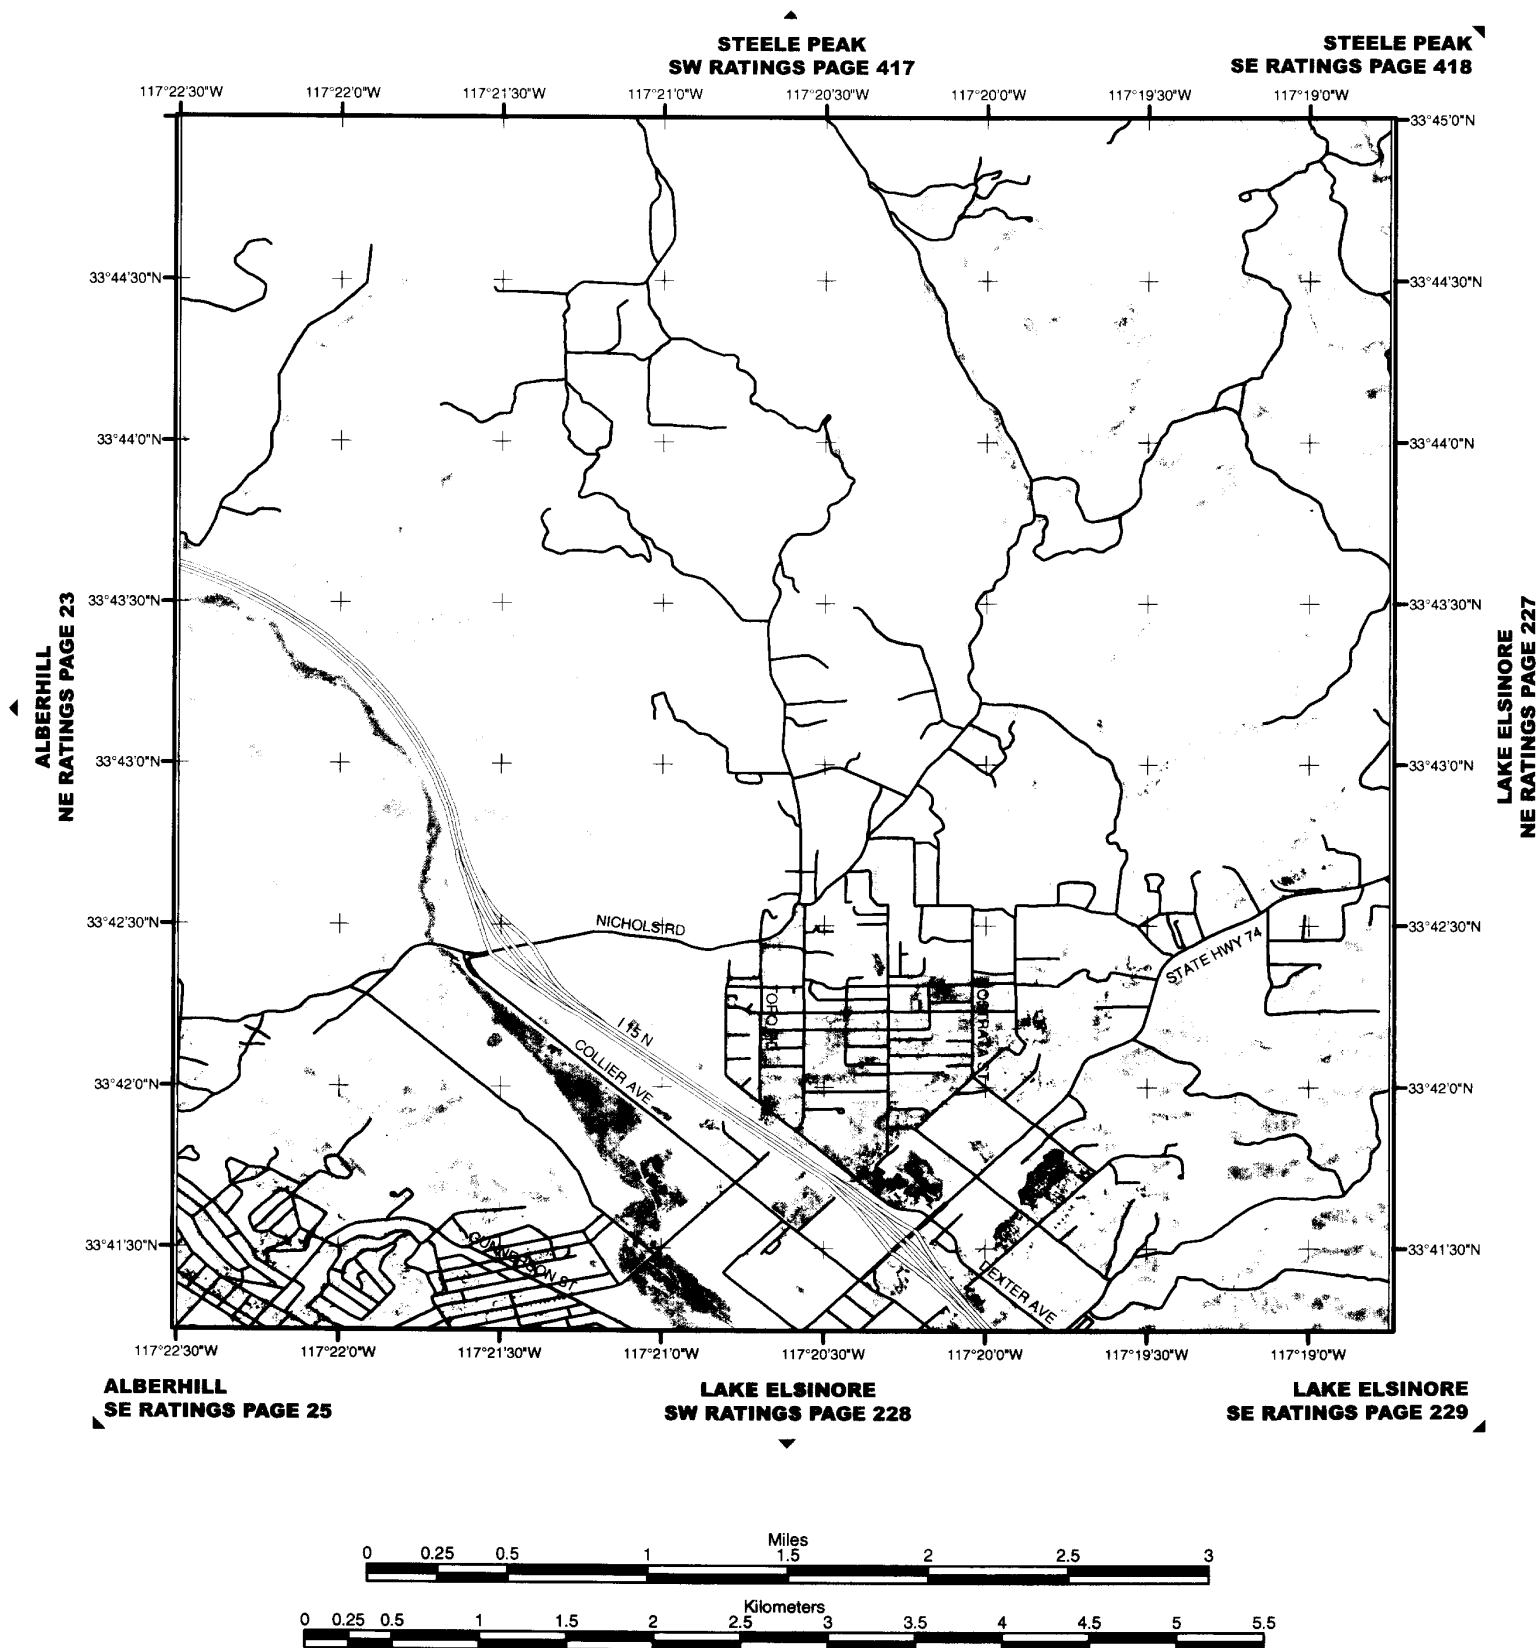 STEELE PEAK
SW RATINGS PAGE 417
STEELE PEAK
SE RATINGS PAGE 418
117°22'30"W 117°22'0"W 117°21'30"W 117°21'0"W 117°20'30"W 117°20'0"W 117°19'30"W 117°19'0"W
33°45'0"N
33°44'30"N 33°44'30"N
33°44'0"N 33°44'0"N
33°43'30"N 33°43'30"N
ALBERHILL
NE RATINGS PAGE 23
LAKE ELSINORE
NE RATINGS PAGE 227
33°43'0"N 33°43'0"N
33°42'30"N 33°42'30"N
NICHOLS RD
STATE HWY 74
I 15 N
COLLIER AVE
33°42'0"N 33°42'0"N
GUNNERSON ST
DEXTER AVE
33°41'30"N 33°41'30"N
117°22'30"W 117°22'0"W 117°21'30"W 117°21'0"W 117°20'30"W 117°20'0"W 117°19'30"W 117°19'0"W
ALBERHILL
SE RATINGS PAGE 25
LAKE ELSINORE
SW RATINGS PAGE 228
LAKE ELSINORE
SE RATINGS PAGE 229
Miles
0 0.25 0.5 1 1.5 2 2.5 3
Kilometers
0 0.25 0.5 1 1.5 2 2.5 3 3.5 4 4.5 5 5.5